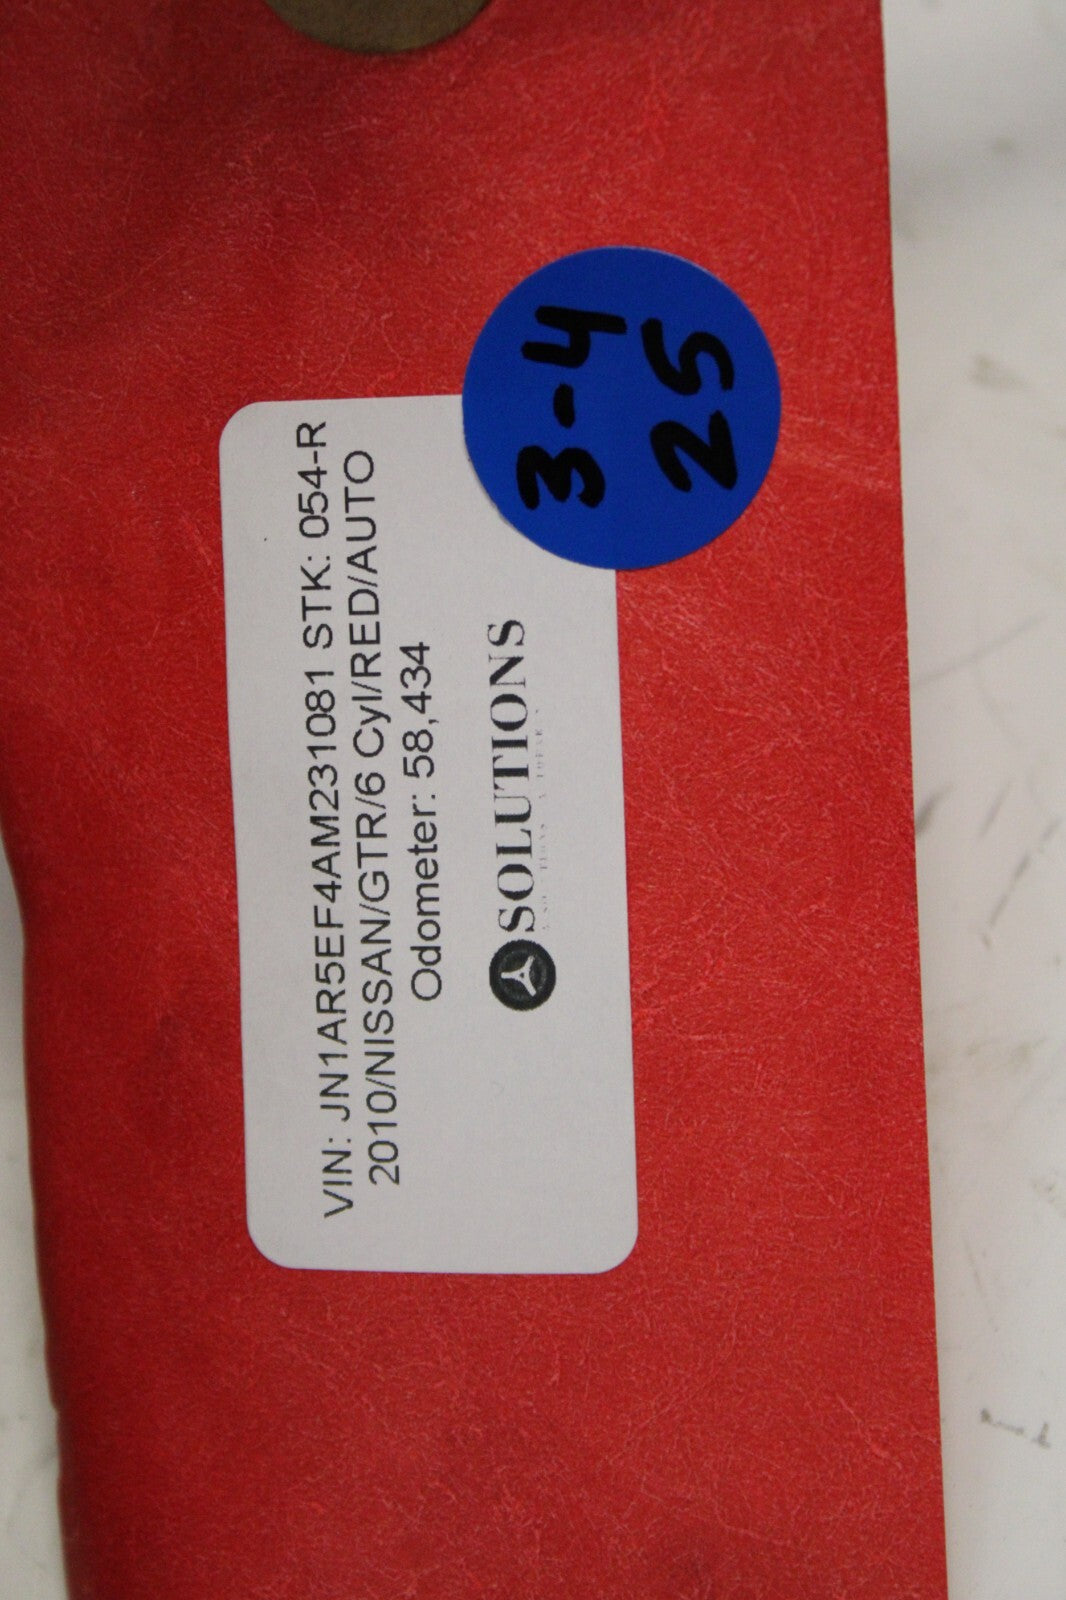 VIN: JN1AR5EF4AM231081 STK: 054-R
2010/NISSAN/GTR/6 Cyl/RED/AUTO
Odometer: 58,434
SOLUTIONS
3-4
25